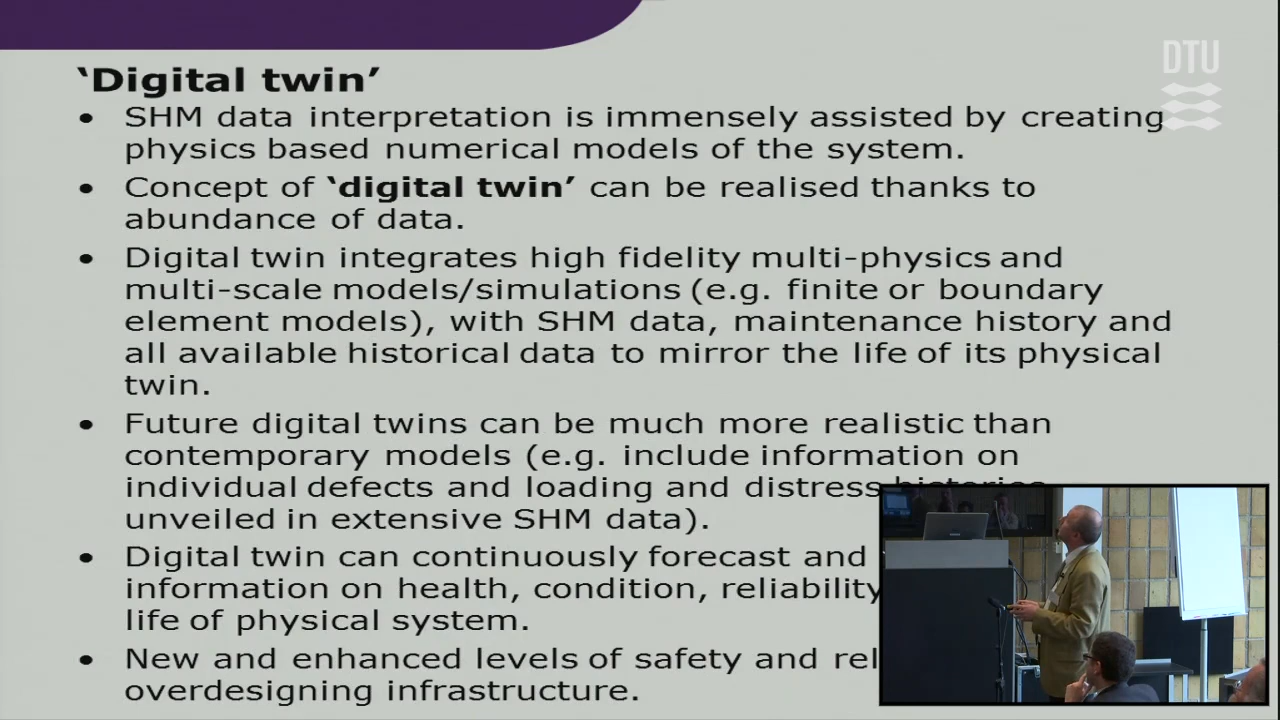 DTU
‘Digital twin’
• SHM data interpretation is immensely assisted by creating
physics based numerical models of the system.
• Concept of ‘digital twin’ can be realised thanks to
abundance of data.
• Digital twin integrates high fidelity multi-physics and
multi-scale models/simulations (e.g. finite or boundary
element models), with SHM data, maintenance history and
all available historical data to mirror the life of its physical
twin.
• Future digital twins can be much more realistic than
contemporary models (e.g. include information on
individual defects and loading and distress histories
unveiled in extensive SHM data).
• Digital twin can continuously forecast and
information on health, condition, reliability
life of physical system.
• New and enhanced levels of safety and
overdesigning infrastructure.